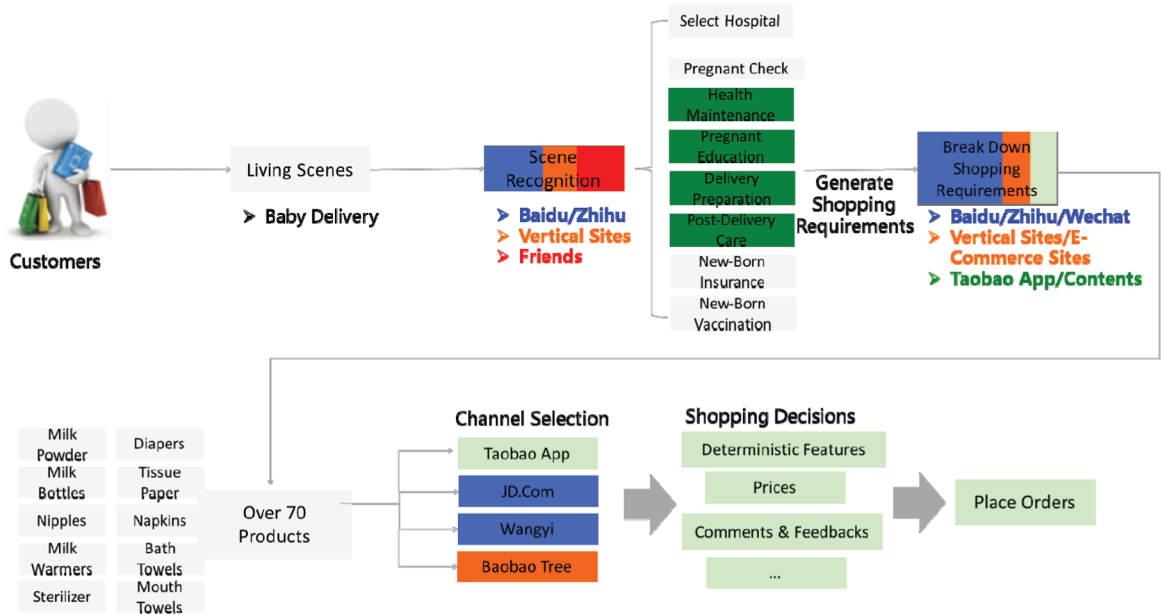 Customers
Living Scenes
Baby Delivery
Scene
Recognition
Baidu/Zhihu
Vertical Sites
Friends
Select Hospital
Pregnant Check
Health
Maintenance
Pregnant
Education
Delivery
Preparation
Post-Delivery
Care
New-Born
Insurance
New-Born
Vaccination
Generate
Shopping
Requirements
Break Down
Shopping
Requirements
Baidu/Zhihu/Wechat
Vertical Sites/E-
Commerce Sites
Taobao App/Contents
Milk
Powder
Diapers
Milk
Bottles
Tissue
Paper
Nipples
Napkins
Milk
Warmers
Bath
Towels
Sterilizer
Mouth
Towels
Over 70
Products
Channel Selection
Taobao App
JD.Com
Wangyi
Baobao Tree
Shopping Decisions
Deterministic Features
Prices
Comments & Feedbacks
...
Place Orders